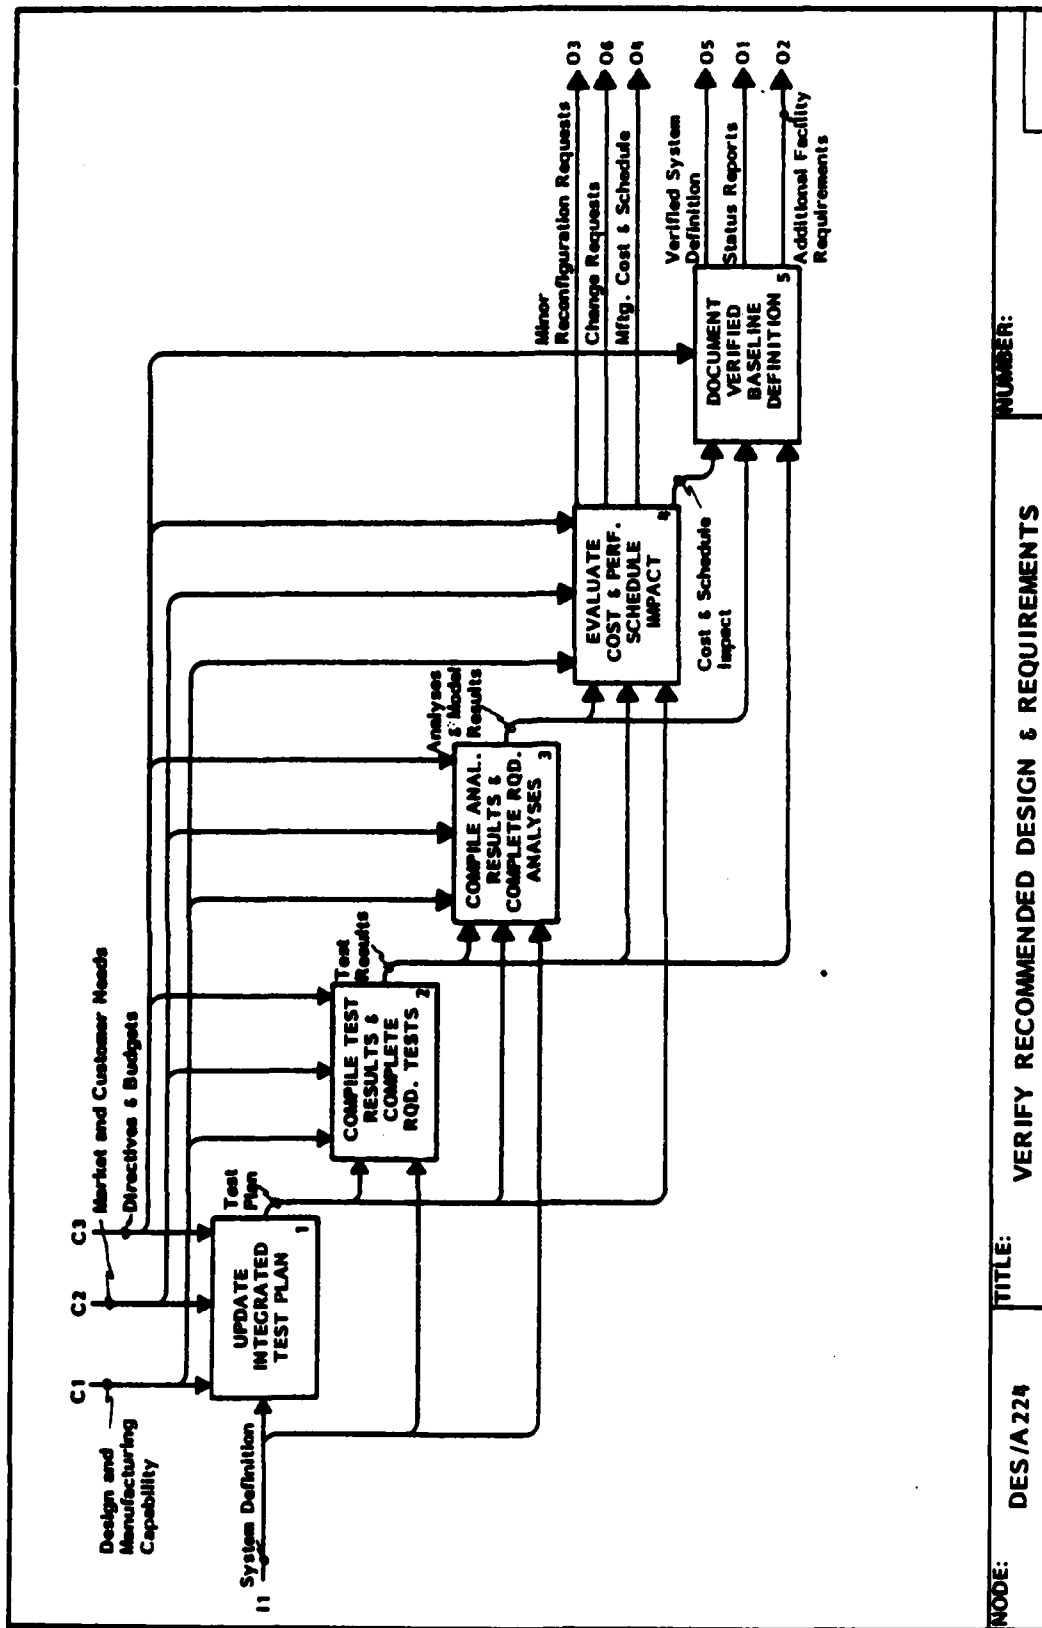 C1
C2
C3
Design and
Manufacturing
Capability
Market and Customer Needs
Directives & Budgets
I1
System Definition
UPDATE
INTEGRATED
TEST PLAN
1
Test
Plan
COMPILE TEST
RESULTS &
COMPLETE
RQD. TESTS
2
Test
Results
COMPILE ANAL.
RESULTS &
COMPLETE RQD.
ANALYSES
3
Analyses
& Model
Results
EVALUATE
COST & PERF.
SCHEDULE
IMPACT
4
Cost & Schedule
Impact
DOCUMENT
VERIFIED
BASELINE
DEFINITION
5
Minor
Reconfiguration Requests
O3
Change Requests
O6
Mftg. Cost & Schedule
O4
Verified System
Definition
O5
Status Reports
O1
Additional Facility
Requirements
O2
NODE:
DES/A224
TITLE:
VERIFY RECOMMENDED DESIGN & REQUIREMENTS
NUMBER: